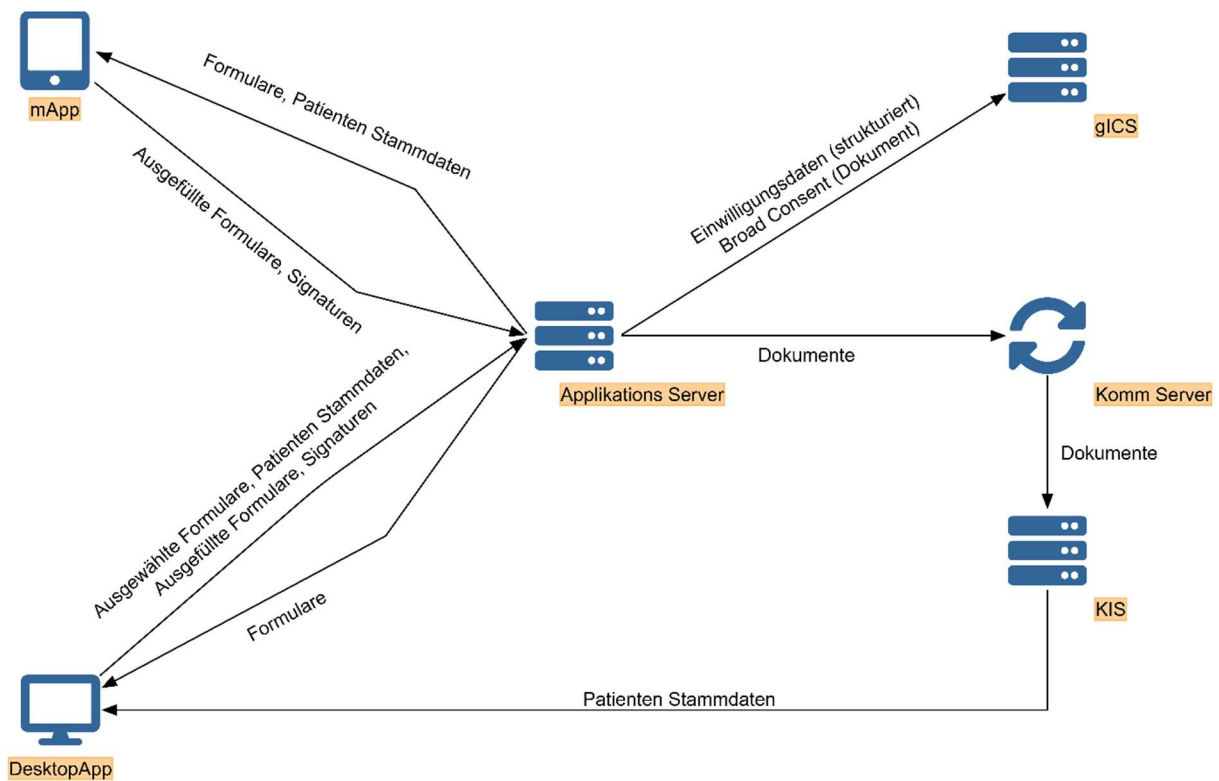 mApp
Formulare, Patienten Stammdaten
Ausgefüllte Formulare, Signaturen
Einwilligungsdaten (strukturiert)
Broad Consent (Dokument)
gICS
Applikations Server
Dokumente
Komm Server
Dokumente
Ausgewählte Formulare, Patienten Stammdaten,
Ausgefüllte Formulare, Signaturen
Formulare
KIS
Patienten Stammdaten
DesktopApp